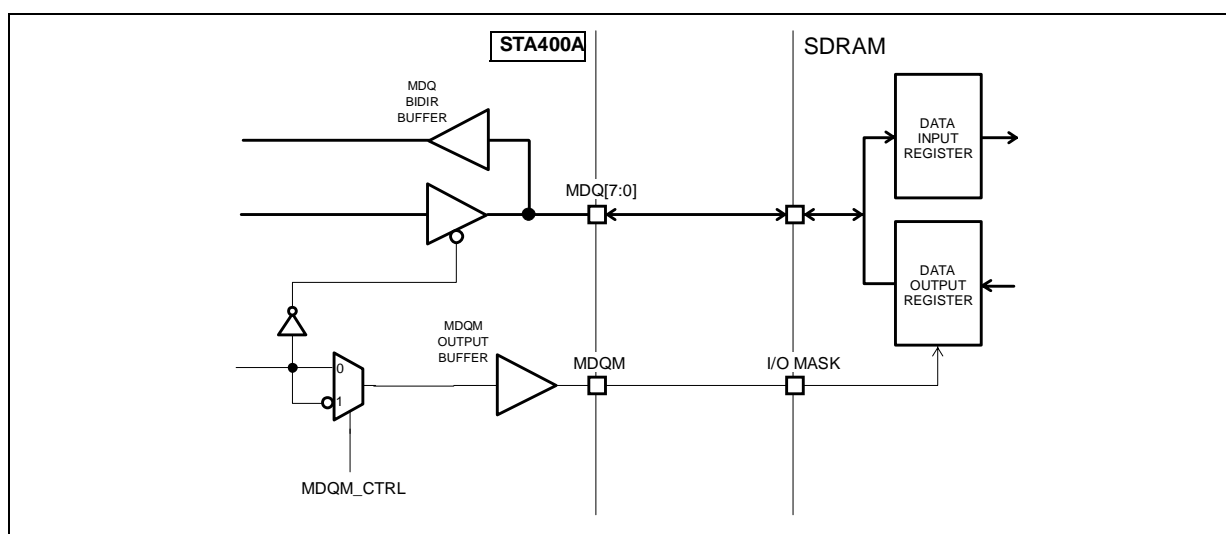 STA400A
SDRAM
MDQ
BIDIR
BUFFER
DATA
INPUT
REGISTER
MDQ[7:0]
DATA
OUTPUT
REGISTER
MDQM
OUTPUT
BUFFER
MDQM
I/O MASK
0
1
MDQM_CTRL